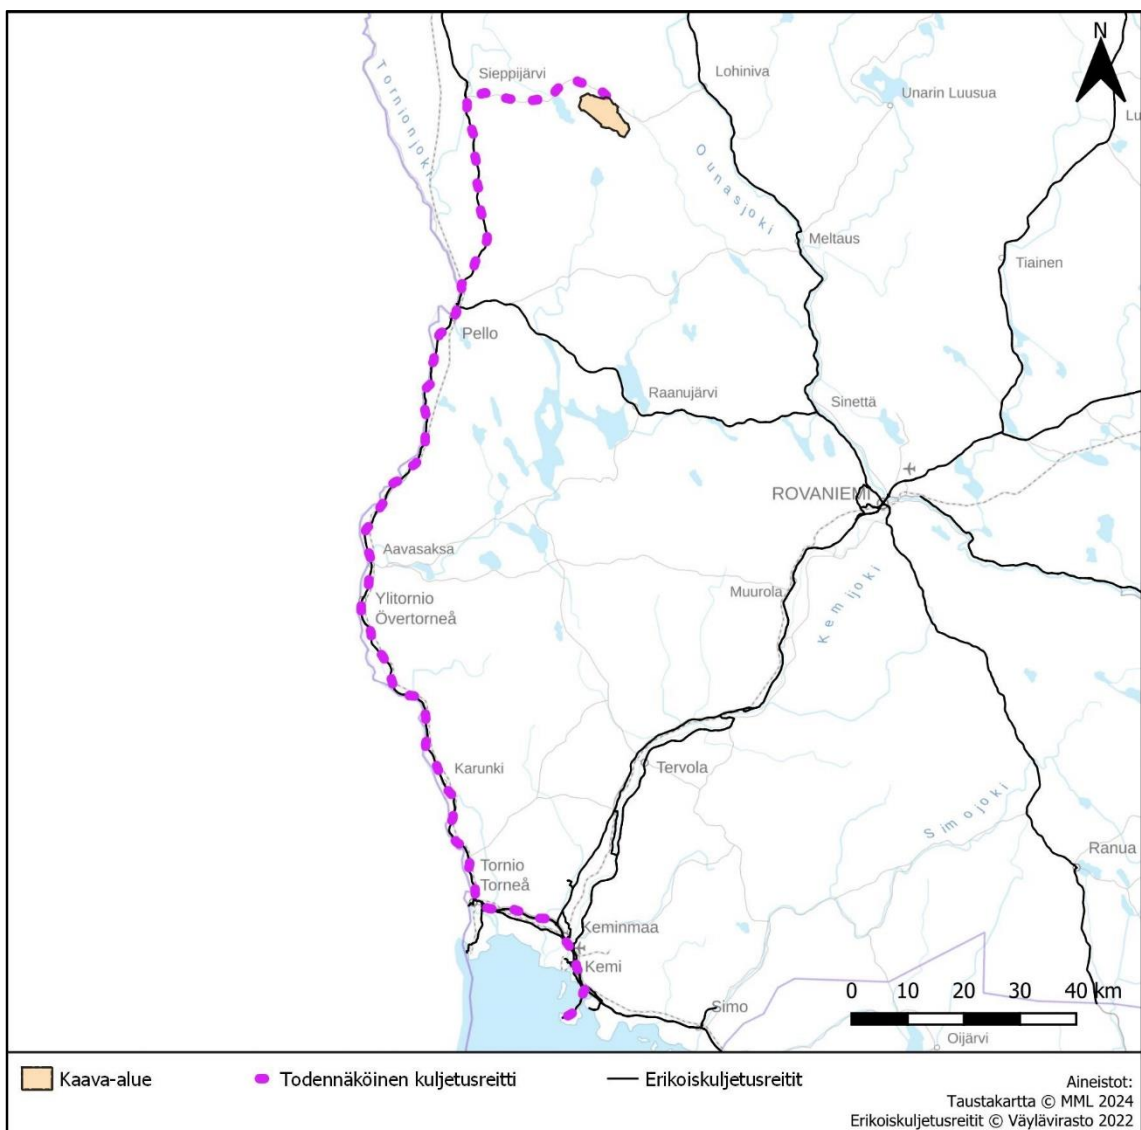 N
Sieppijärvi
Lohiniva
Unarin Luusua
Lu
Tornionjoki
Ounasjoki
Meltaus
Tiainen
Pello
Raanujärvi
Sinettä
ROVANIEMI
Aavasaksa
Ylitornio
Övertorneå
Muurola
Kemijoki
Karunki
Tervola
Simojoki
Ranua
Tornio
Torneå
Keminmaa
Kemi
Simo
Oijärvi
0 10 20 30 40 km
Kaava-alue Todennäköinen kuljetusreitti Erikoiskuljetusreitit
Aineistot:
Taustakartta © MML 2024
Erikoiskuljetusreitit © Väylävirasto 2022